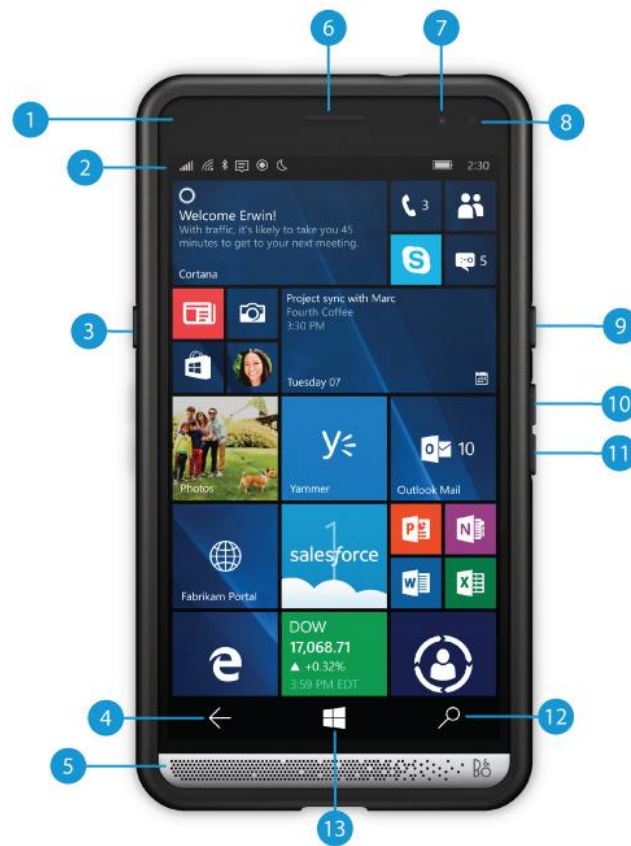 6
7
1
8
2
2:30
Welcome Erwin!
With traffic, it's likely to take you 45
minutes to get to your next meeting.
Cortana
3
S
:-o 5
Project sync with Marc
Fourth Coffee
3:30 PM
Tuesday 07
3
9
10
11
Photos
y
Yammer
o 10
Outlook Mail
Fabrikam Portal
1
salesforce
P
N
W
X
e
DOW
17,068.71
▲ +0.32%
3:59 PM EDT
4
12
5
B&O
13